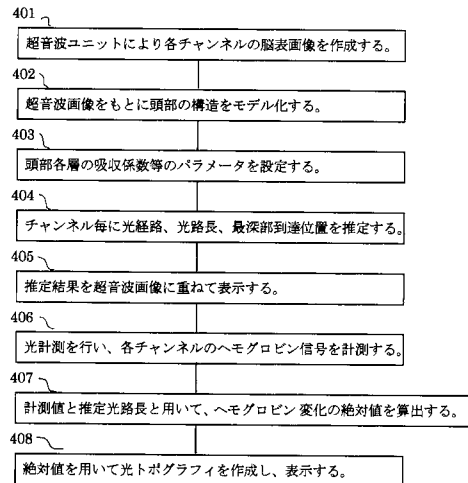 401
超音波ユニットにより各チャンネルの脳表画像を作成する。
402
超音波画像をもとに頭部の構造をモデル化する。
403
頭部各層の吸収係数等のパラメータを設定する。
404
チャンネル毎に光経路、光路長、最深部到達位置を推定する。
405
推定結果を超音波画像に重ねて表示する。
406
光計測を行い、各チャンネルのヘモグロビン信号を計測する。
407
計測値と推定光路長と用いて、ヘモグロビン変化の絶対値を算出する。
408
絶対値を用いて光トポグラフィを作成し、表示する。